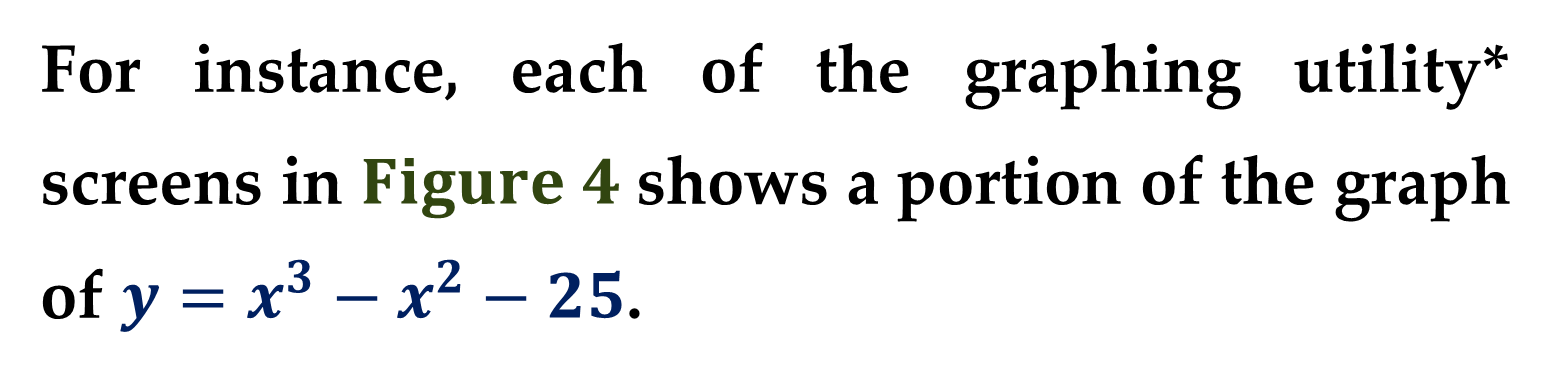 For instance, each of the graphing utility*
screens in Figure 4 shows a portion of the graph
of y = x³ − x² − 25.